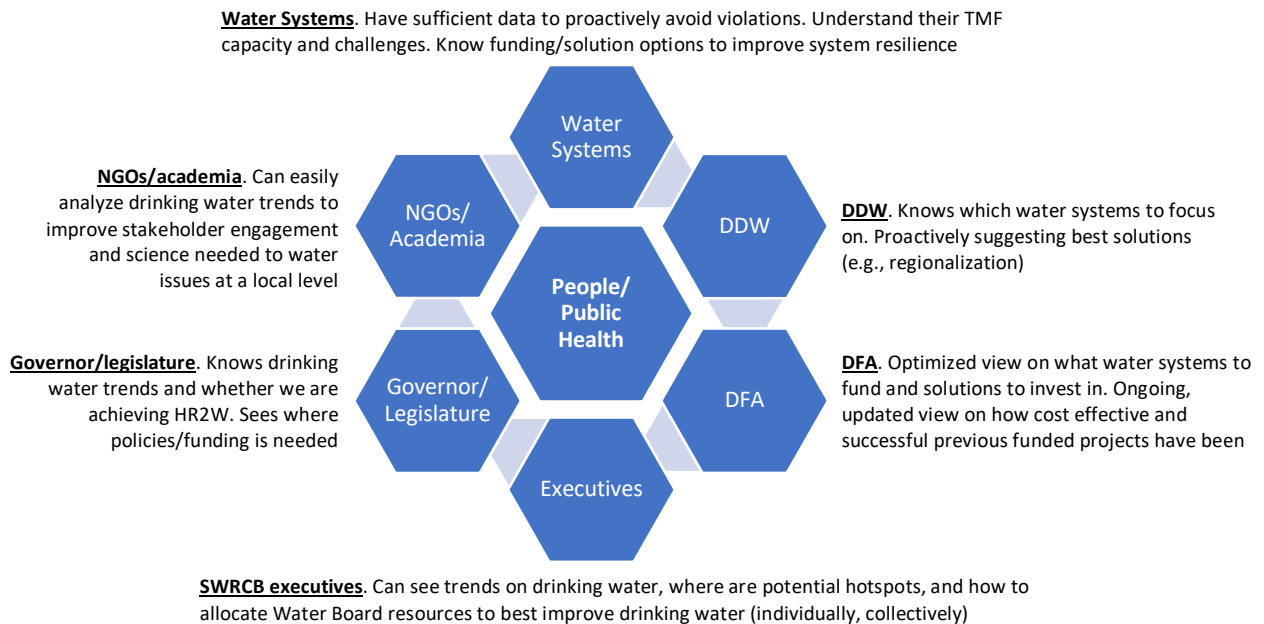 Water Systems. Have sufficient data to proactively avoid violations. Understand their TMF
capacity and challenges. Know funding/solution options to improve system resilience
Water
Systems
NGOs/academia. Can easily
analyze drinking water trends to
improve stakeholder engagement
and science needed to water
issues at a local level
NGOs/
Academia
DDW
DDW. Knows which water systems to focus
on. Proactively suggesting best solutions
(e.g., regionalization)
People/
Public
Health
Governor/legislature. Knows drinking
water trends and whether we are
achieving HR2W. Sees where
policies/funding is needed
Governor/
Legislature
DFA
DFA. Optimized view on what water systems to
fund and solutions to invest in. Ongoing,
updated view on how cost effective and
successful previous funded projects have been
Executives
SWRCB executives. Can see trends on drinking water, where are potential hotspots, and how to
allocate Water Board resources to best improve drinking water (individually, collectively)